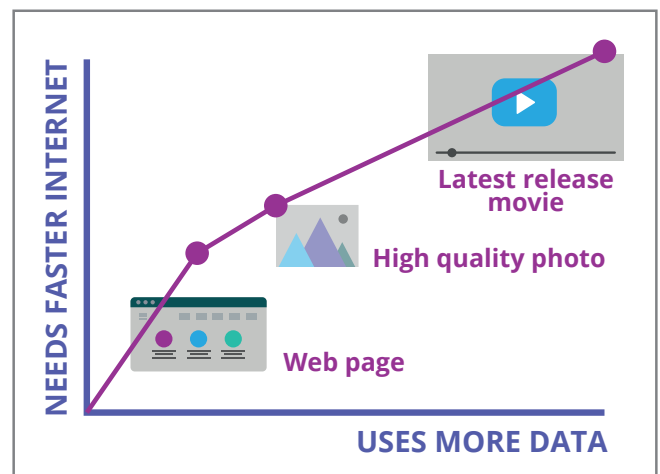 NEEDS FASTER INTERNET
Latest release
movie
High quality photo
Web page
USES MORE DATA